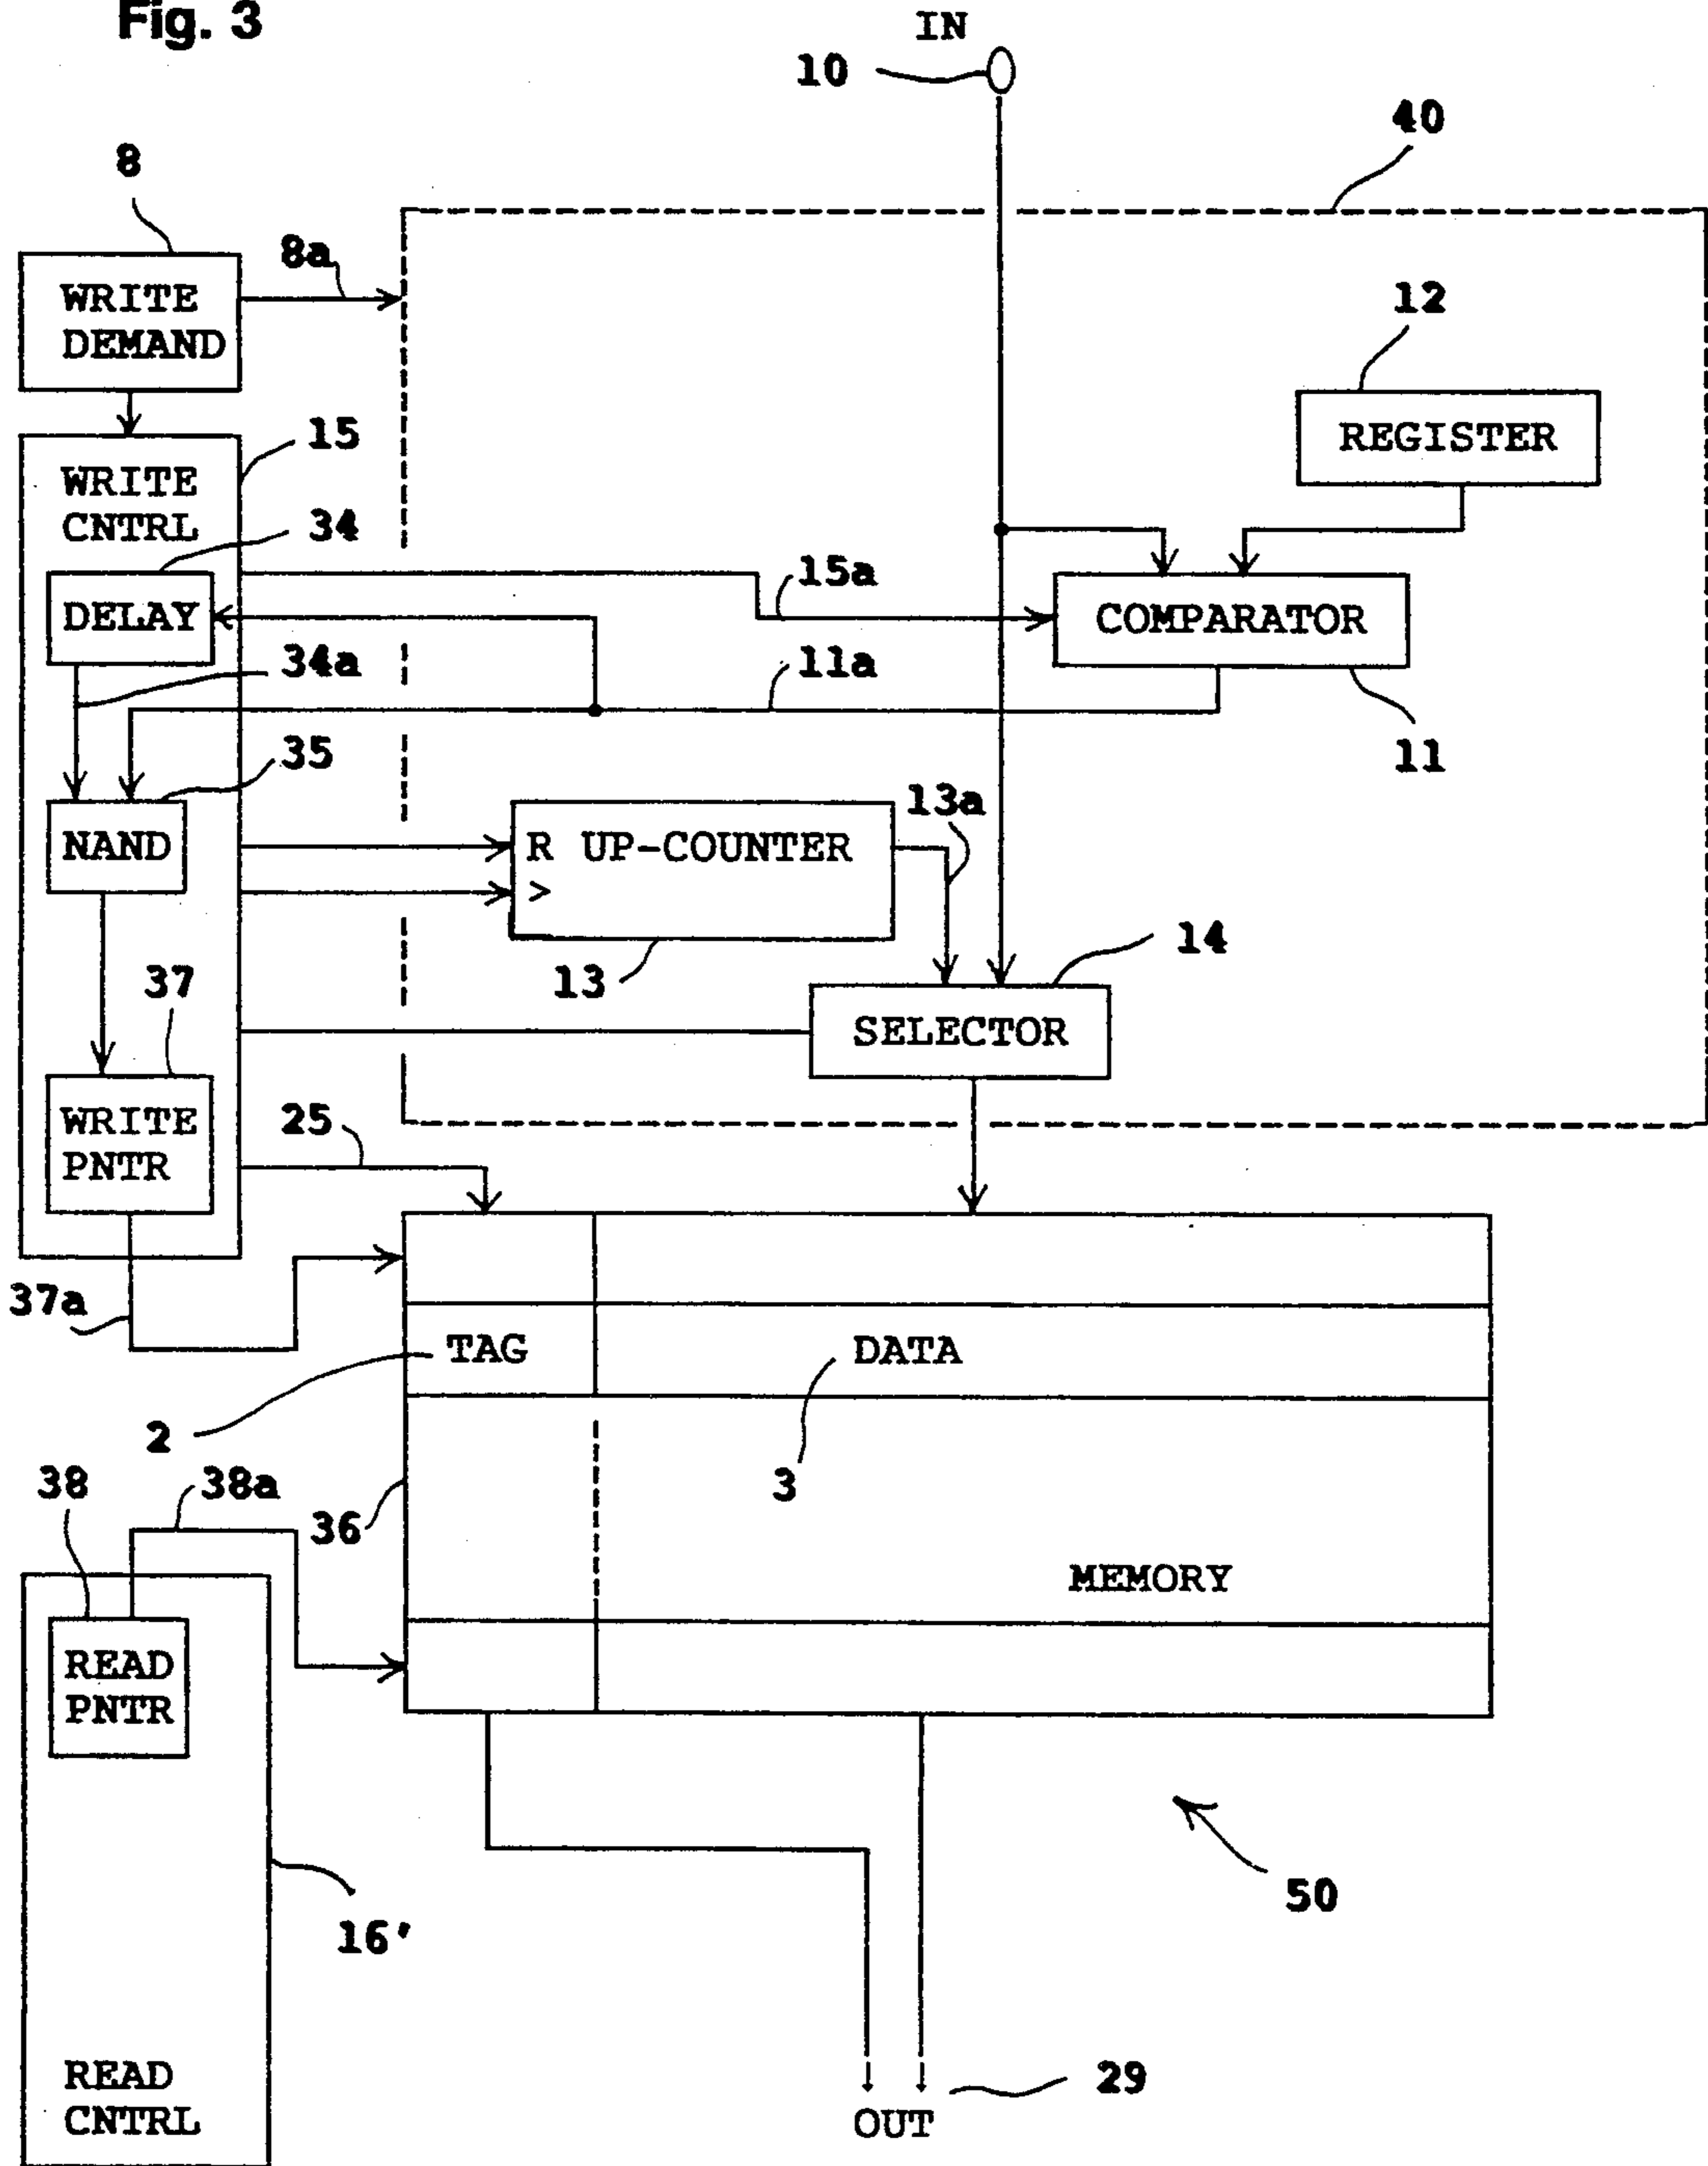 Fig. 3
IN
10
40
8
8a
WRITE
DEMAND
12
REGISTER
15
WRITE
CNTRL
34
DELAY
15a
COMPARATOR
34a
11a
11
35
NAND
R UP-COUNTER
>
13a
13
14
SELECTOR
37
WRITE
PNTR
25
37a
TAG
DATA
2
3
38
38a
36
MEMORY
READ
PNTR
50
16'
READ
CNTRL
29
OUT